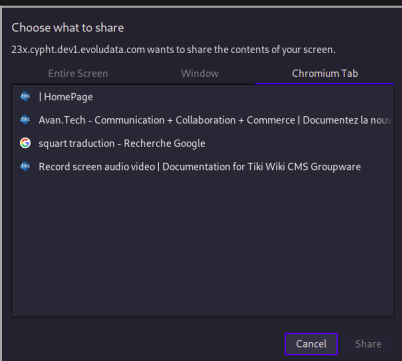 Choose what to share
23x.cypht.dev1.evoludata.com wants to share the contents of your screen.
Entire Screen Window Chromium Tab
| HomePage
Avan.Tech - Communication + Collaboration + Commerce | Documentez la nouv
squart traduction - Recherche Google
Record screen audio video | Documentation for Tiki Wiki CMS Groupware
Cancel Share